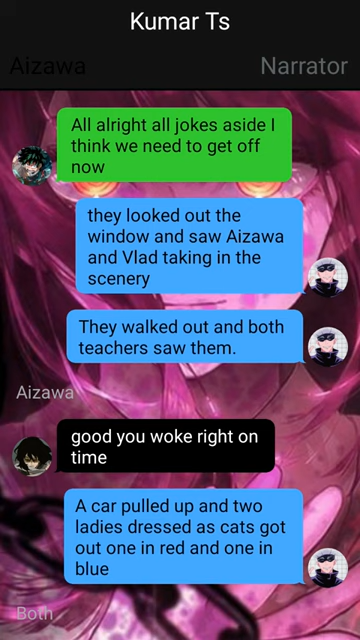 Kumar Ts
Aizawa
Narrator
All alright all jokes aside I
think we need to get off
now
they looked out the
window and saw Aizawa
and Vlad taking in the
scenery
They walked out and both
teachers saw them.
Aizawa
good you woke right on
time
A car pulled up and two
ladies dressed as cats got
out one in red and one in
blue
Both